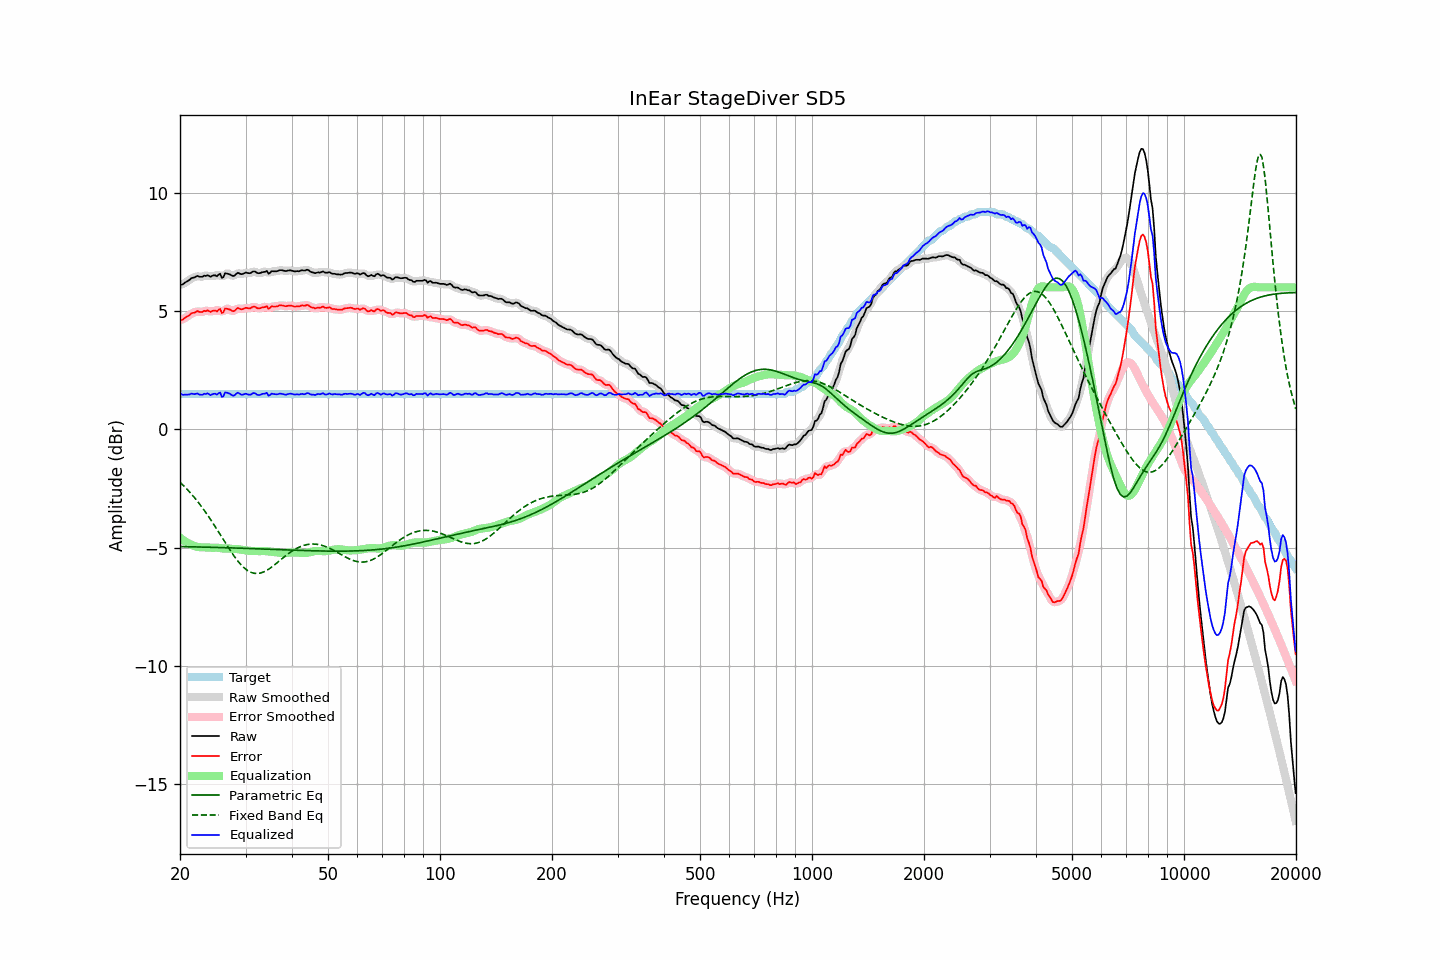 InEar StageDiver SD5
Amplitude (dBr)
10
5
0
−5
−10
−15
Target
Raw Smoothed
Error Smoothed
Raw
Error
Equalization
Parametric Eq
Fixed Band Eq
Equalized
20 50 100 200 500 1000 2000 5000 10000 20000
Frequency (Hz)